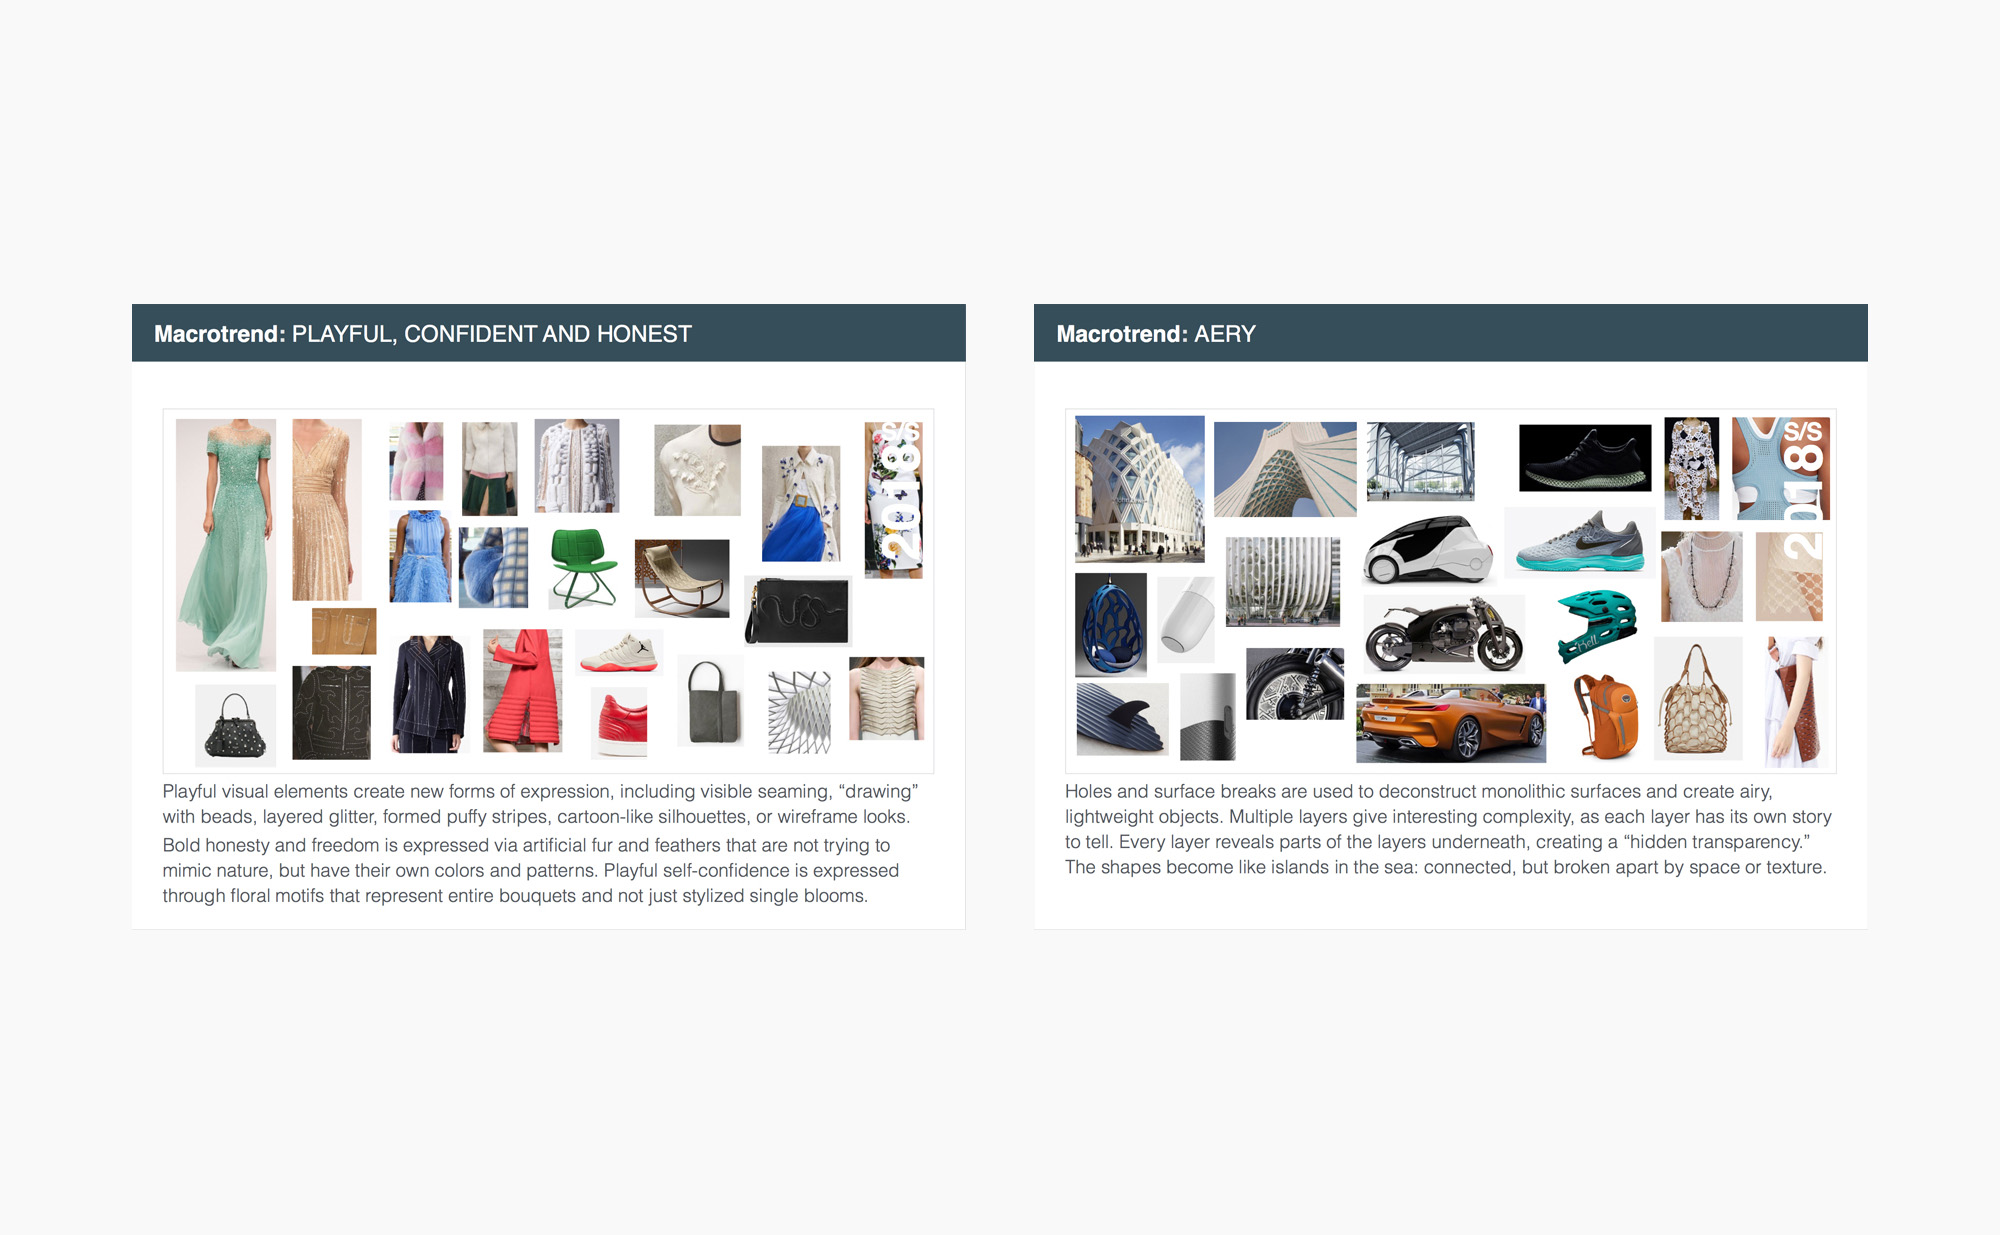 Macrotrend: PLAYFUL, CONFIDENT AND HONEST
S/S
2018
Playful visual elements create new forms of expression, including visible seaming, “drawing”
with beads, layered glitter, formed puffy stripes, cartoon-like silhouettes, or wireframe looks.
Bold honesty and freedom is expressed via artificial fur and feathers that are not trying to
mimic nature, but have their own colors and patterns. Playful self-confidence is expressed
through floral motifs that represent entire bouquets and not just stylized single blooms.
Macrotrend: AERY
S/S
2018
Bell
Holes and surface breaks are used to deconstruct monolithic surfaces and create airy,
lightweight objects. Multiple layers give interesting complexity, as each layer has its own story
to tell. Every layer reveals parts of the layers underneath, creating a “hidden transparency.”
The shapes become like islands in the sea: connected, but broken apart by space or texture.